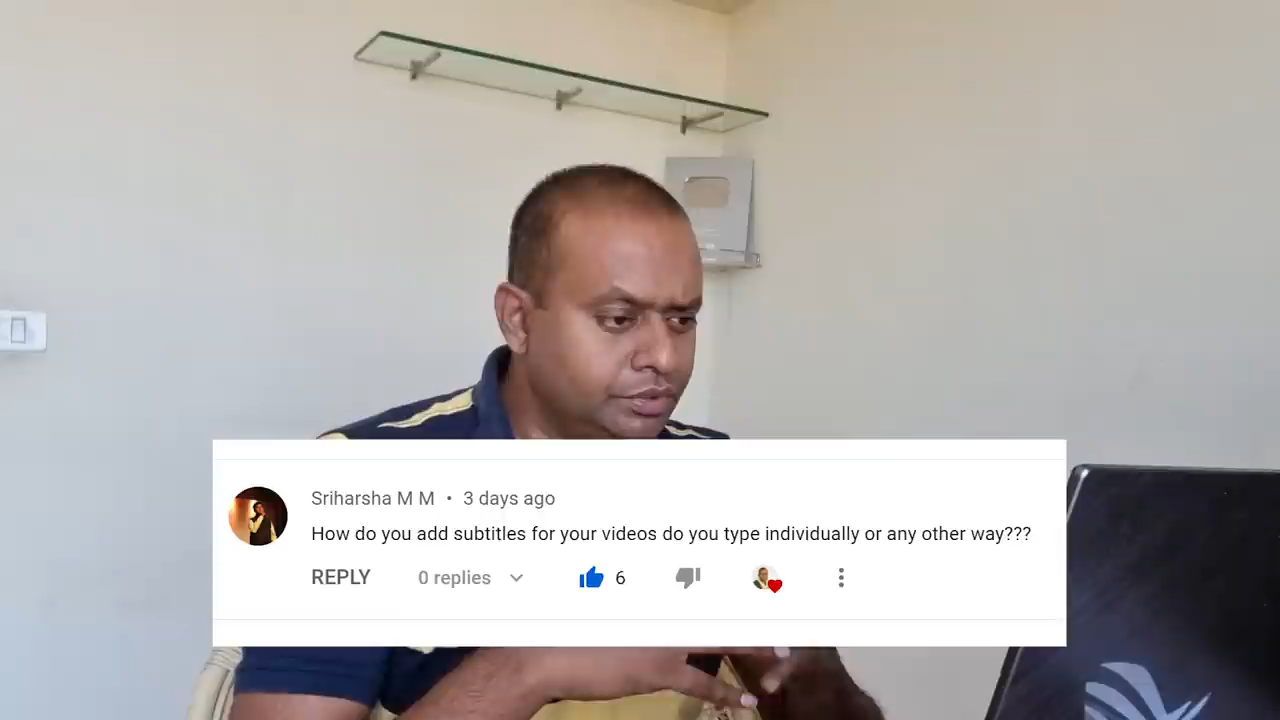 Sriharsha M M • 3 days ago
How do you add subtitles for your videos do you type individually or any other way???
REPLY 0 replies 6